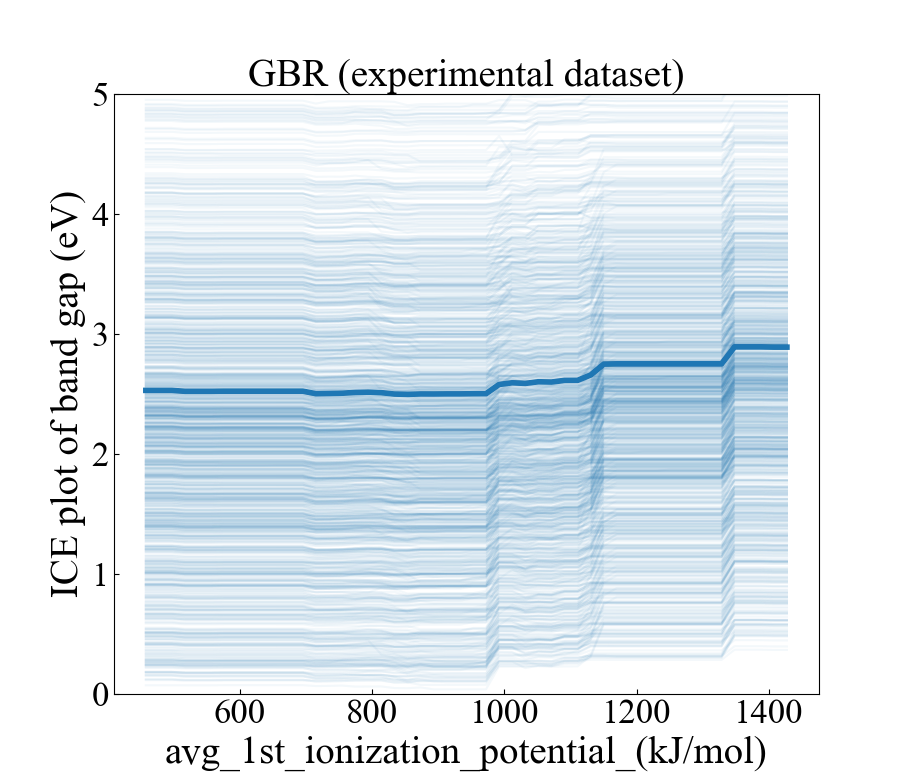 GBR (experimental dataset)
5
4
3
2
1
0
ICE plot of band gap (eV)
600 800 1000 1200 1400
avg_1st_ionization_potential_(kJ/mol)